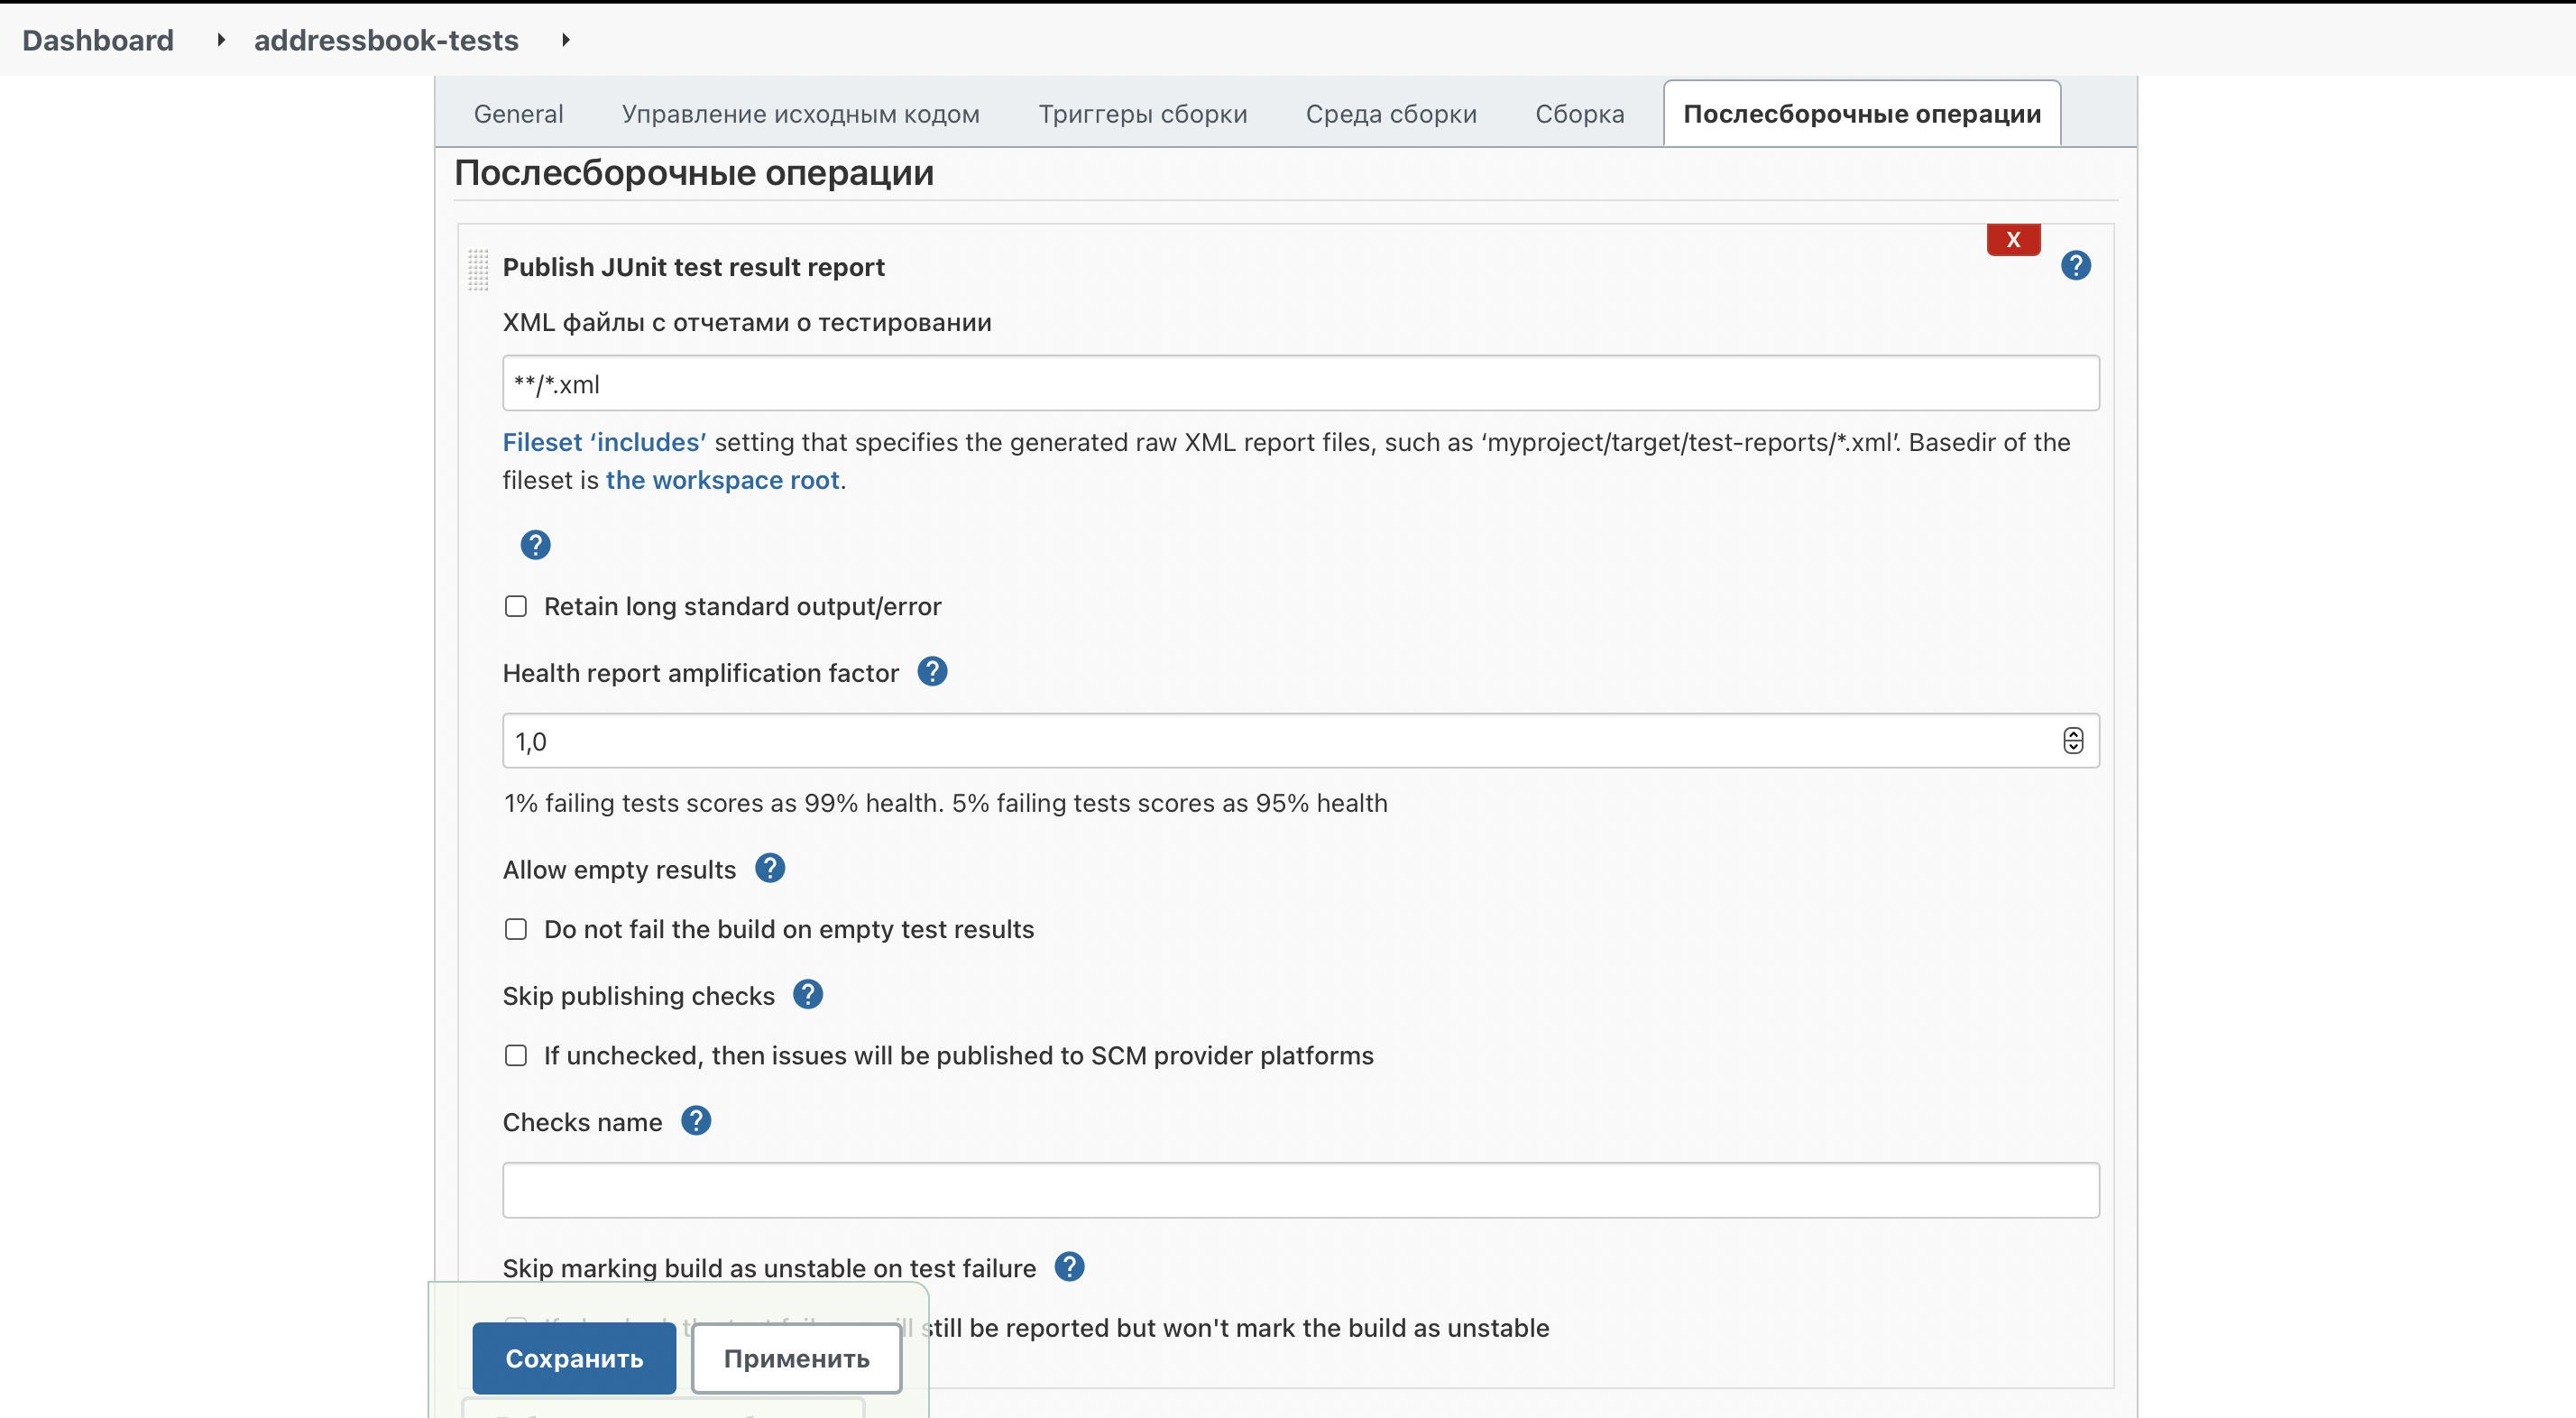 Dashboard
addressbook-tests
General
Управление исходным кодом
Триггеры сборки
Среда сборки
Сборка
Послесборочные операции
Послесборочные операции
X
Publish JUnit test result report
?
XML файлы с отчетами о тестировании
**/*.xml
Fileset ‘includes’ setting that specifies the generated raw XML report files, such as ‘myproject/target/test-reports/*.xml’. Basedir of the
fileset is the workspace root.
?
Retain long standard output/error
Health report amplification factor ?
1,0
1% failing tests scores as 99% health. 5% failing tests scores as 95% health
Allow empty results ?
Do not fail the build on empty test results
Skip publishing checks ?
If unchecked, then issues will be published to SCM provider platforms
Checks name ?
Skip marking build as unstable on test failure ?
still be reported but won't mark the build as unstable
Сохранить
Применить